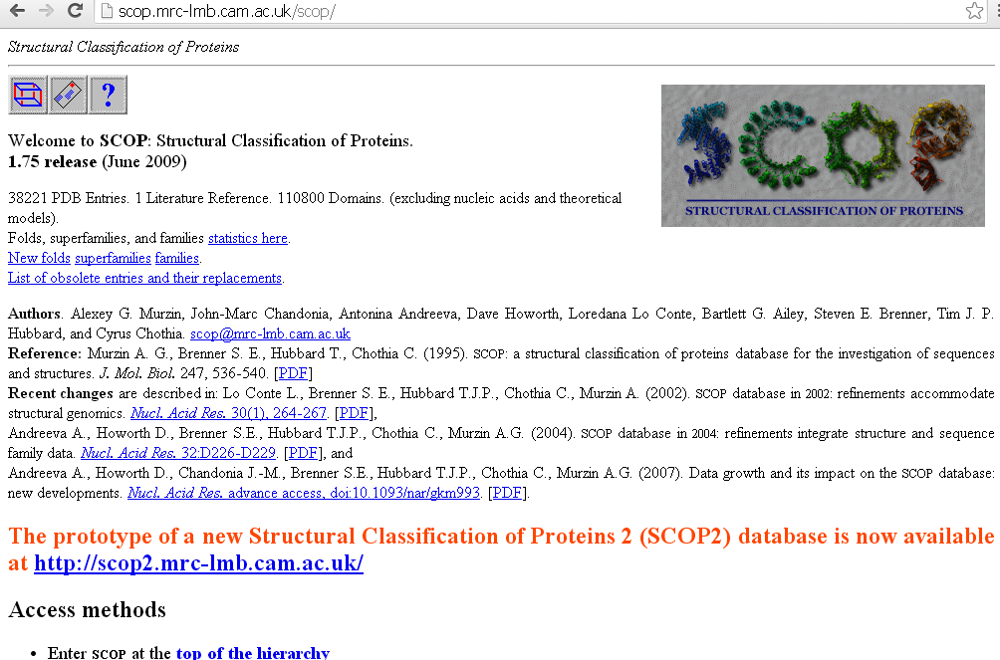 scop.mrc-lmb.cam.ac.uk/scop/
Structural Classification of Proteins
?
Welcome to SCOP: Structural Classification of Proteins.
1.75 release (June 2009)
SCOP
STRUCTURAL CLASSIFICATION OF PROTEINS
38221 PDB Entries. 1 Literature Reference. 110800 Domains. (excluding nucleic acids and theoretical
models).
Folds, superfamilies, and families statistics here.
New folds superfamilies families.
List of obsolete entries and their replacements.
Authors. Alexey G. Murzin, John-Marc Chandonia, Antonina Andreeva, Dave Howorth, Loredana Lo Conte, Bartlett G. Ailey, Steven E. Brenner, Tim J. P.
Hubbard, and Cyrus Chothia. scop@mrc-lmb.cam.ac.uk
Reference: Murzin A. G., Brenner S. E., Hubbard T., Chothia C. (1995). SCOP: a structural classification of proteins database for the investigation of sequences
and structures. J. Mol. Biol. 247, 536-540. [PDF]
Recent changes are described in: Lo Conte L., Brenner S. E., Hubbard T.J.P., Chothia C., Murzin A. (2002). SCOP database in 2002: refinements accommodate
structural genomics. Nucl. Acid Res. 30(1), 264-267. [PDF],
Andreeva A., Howorth D., Brenner S.E., Hubbard T.J.P., Chothia C., Murzin A.G. (2004). SCOP database in 2004: refinements integrate structure and sequence
family data. Nucl. Acid Res. 32:D226-D229. [PDF], and
Andreeva A., Howorth D., Chandonia J.-M., Brenner S.E., Hubbard T.J.P., Chothia C., Murzin A.G. (2007). Data growth and its impact on the SCOP database:
new developments. Nucl. Acid Res. advance access, doi:10.1093/nar/gkm993. [PDF].
The prototype of a new Structural Classification of Proteins 2 (SCOP2) database is now available
at http://scop2.mrc-lmb.cam.ac.uk/
Access methods
• Enter SCOP at the top of the hierarchy